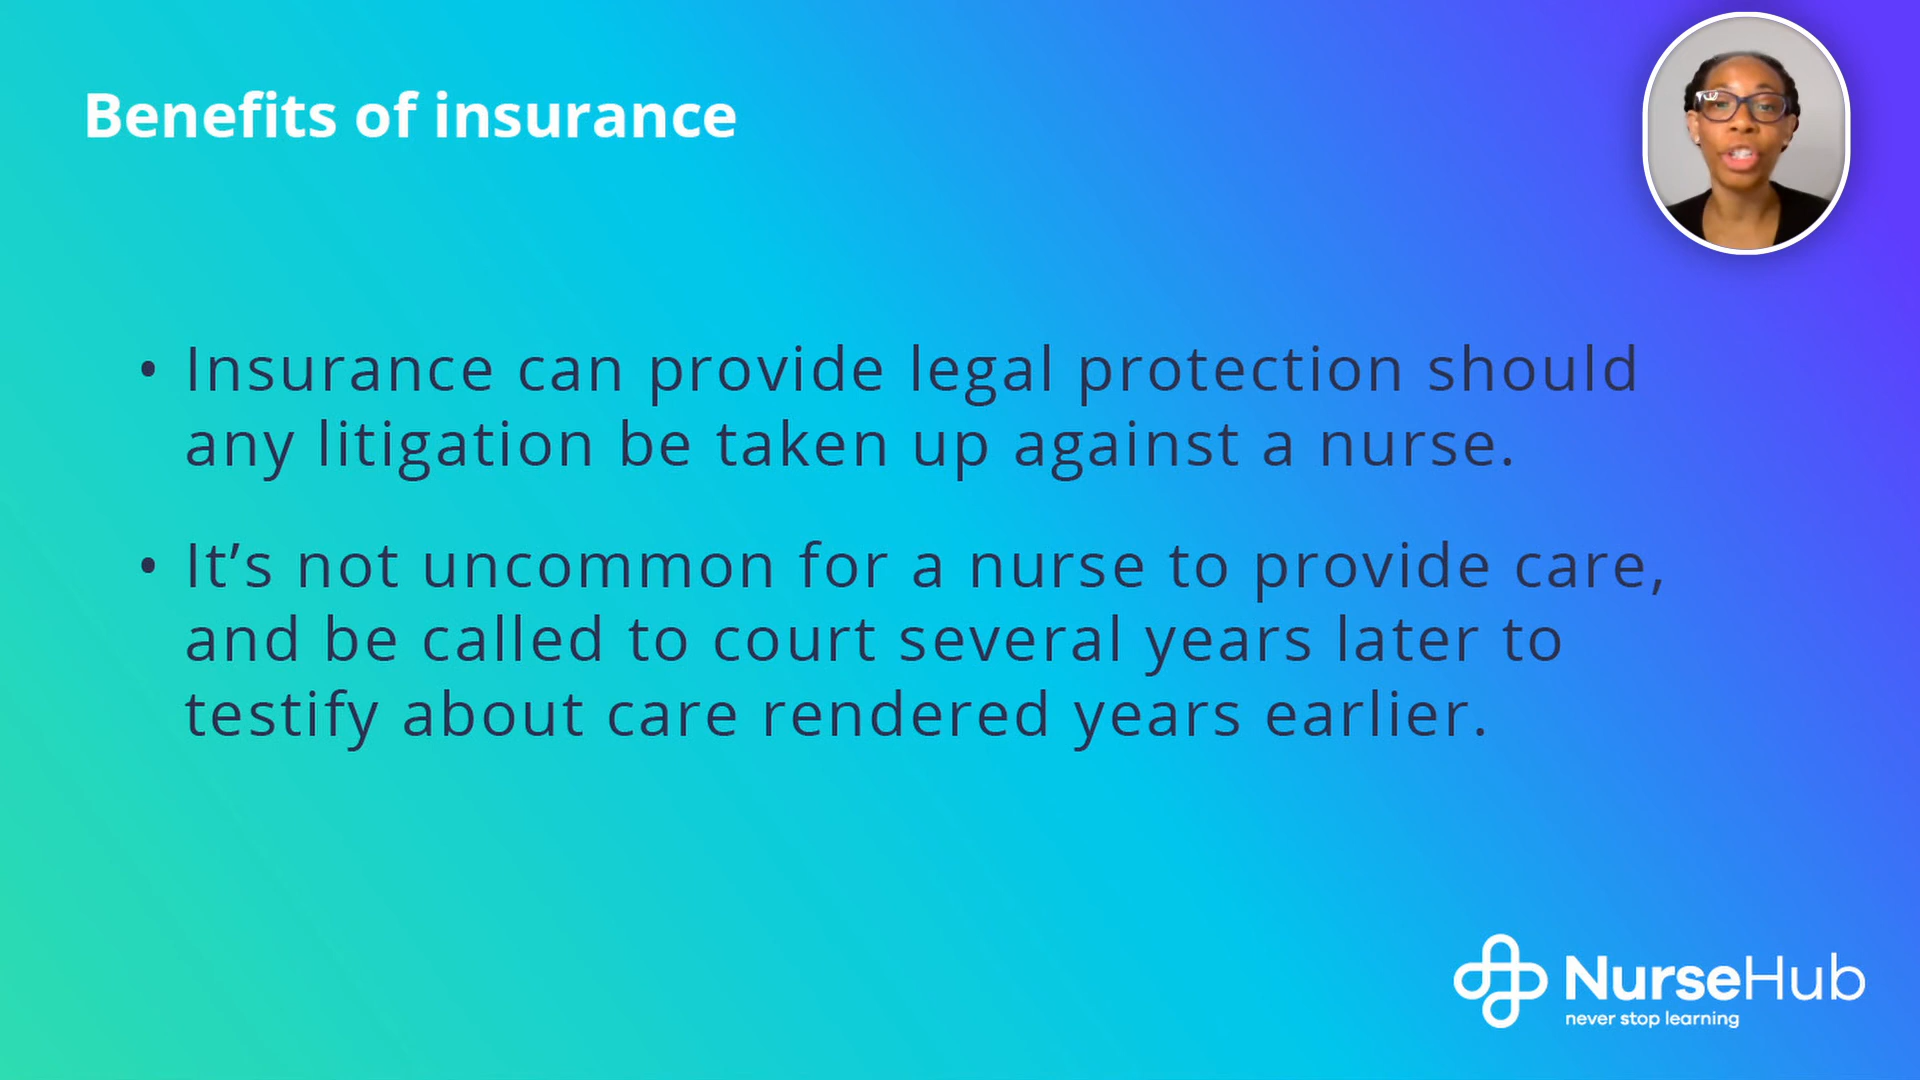 Benefits of insurance
• Insurance can provide legal protection should
any litigation be taken up against a nurse.
• It’s not uncommon for a nurse to provide care,
and be called to court several years later to
testify about care rendered years earlier.
NurseHub
never stop learning